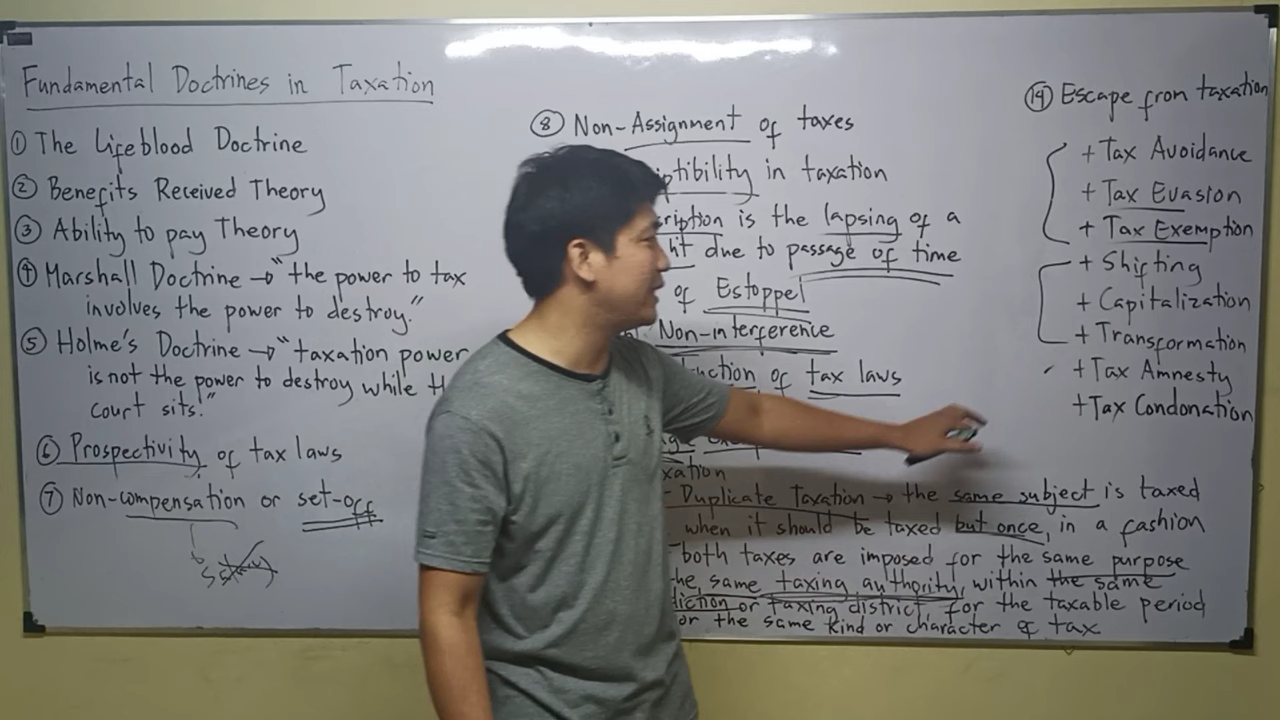 Fundamental Doctrines in Taxation
① The Lifeblood Doctrine
② Benefits Received Theory
③ Ability to pay Theory
④ Marshall Doctrine → "the power to tax
involves the power to destroy."
⑤ Holme's Doctrine → "taxation power
is not the power to destroy while
court sits."
⑥ Prospectivity of tax laws
⑦ Non-compensation or set-off
⑧ Non-Assignment of taxes
ptibility in taxation
cription is the lapsing of a
due to passage of time
of Estoppel
Non-interference
uction of tax laws
xation
- Duplicate Taxation → the same subject is taxed
when it should be taxed but once, in a fashion
both taxes are imposed for the same purpose
he same taxing authority, within the same
diction or taxing district, for the taxable period
or the same kind or character of tax
⑭ Escape from taxation
+ Tax Avoidance
+ Tax Evasion
+ Tax Exemption
+ Shifting
+ Capitalization
+ Transformation
+ Tax Amnesty
+ Tax Condonation